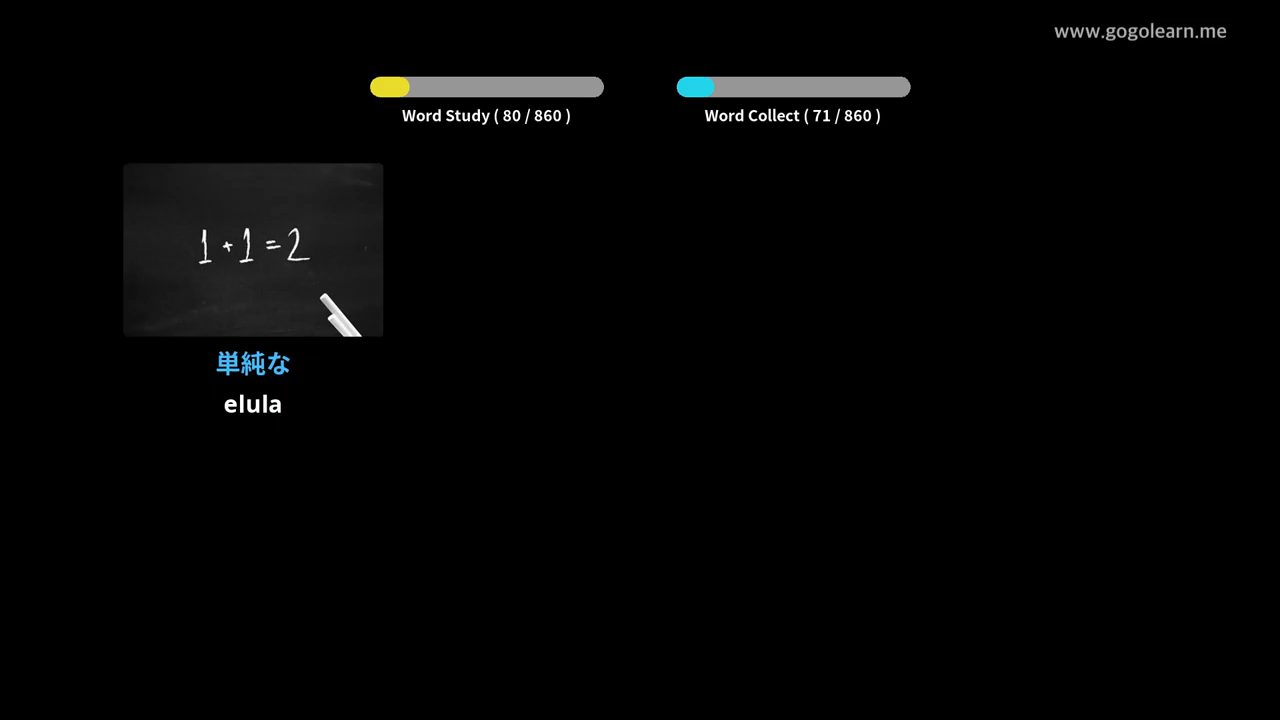 www.gogolearn.me
Word Study ( 80 / 860 )
Word Collect ( 71 / 860 )
1 + 1 = 2
単純な
elula